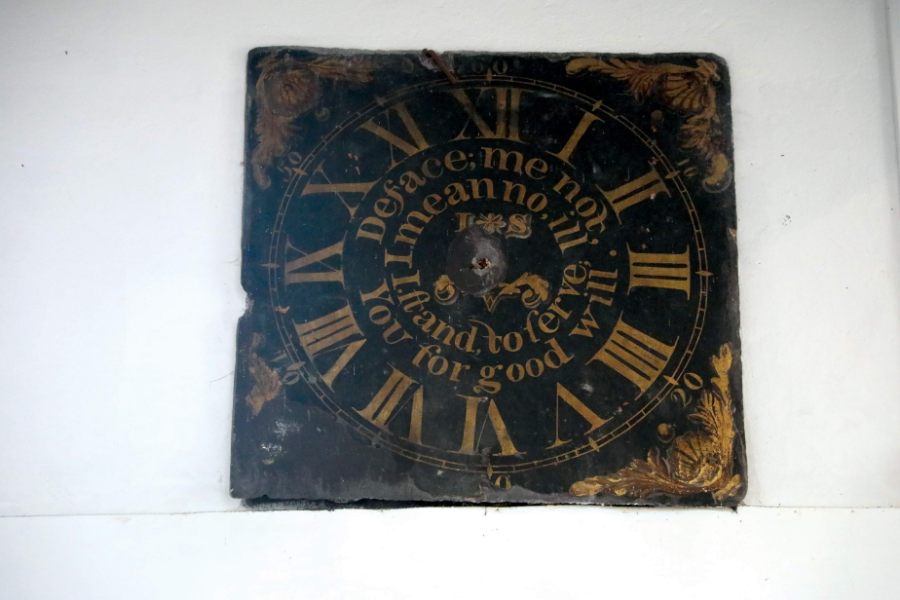 XII
I
II
III
IIII
V
VI
VII
VIII
IX
X
XI
20
Deface; me not,
I mean no, ill
I ſtand, to ſerve;
You for good will.
I S